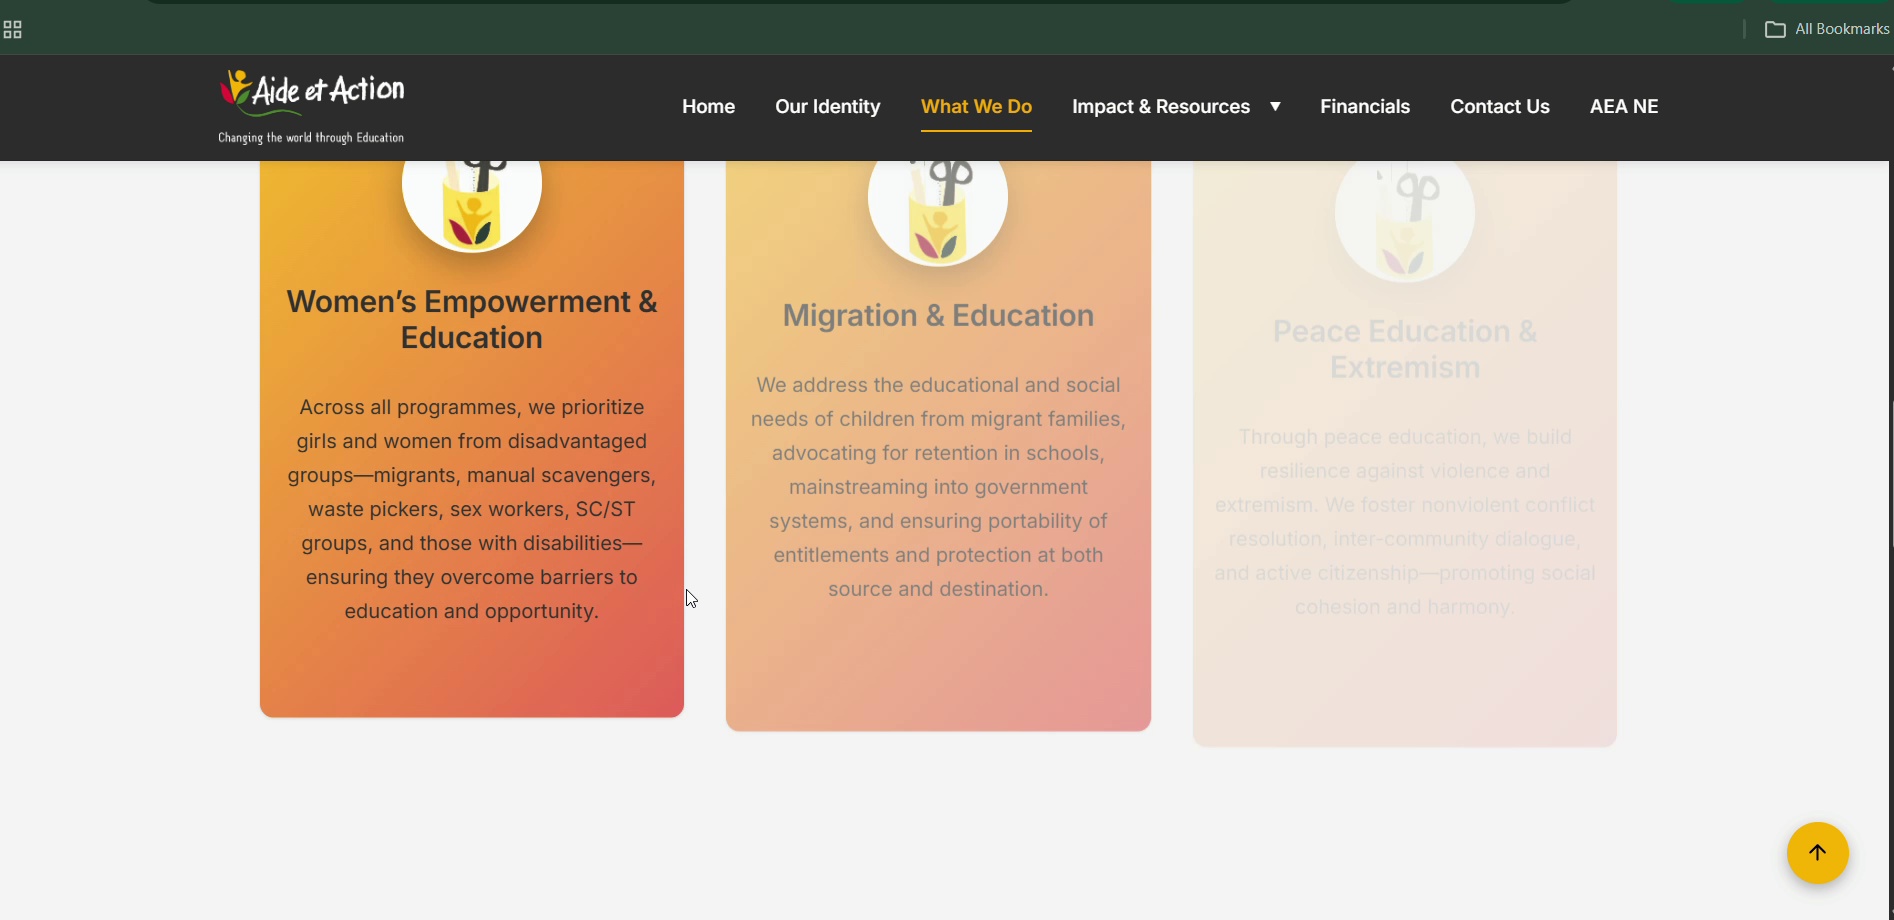 All Bookmarks
Aide et Action
Changing the world through Education
Home
Our Identity
What We Do
Impact & Resources ▼
Financials
Contact Us
AEA NE
Women’s Empowerment &
Education
Across all programmes, we prioritize
girls and women from disadvantaged
groups—migrants, manual scavengers,
waste pickers, sex workers, SC/ST
groups, and those with disabilities—
ensuring they overcome barriers to
education and opportunity.
Migration & Education
We address the educational and social
needs of children from migrant families,
advocating for retention in schools,
mainstreaming into government
systems, and ensuring portability of
entitlements and protection at both
source and destination.
Peace Education &
Extremism
Through peace education, we build
resilience against violence and
extremism. We foster nonviolent conflict
resolution, inter-community dialogue,
and active citizenship—promoting social
cohesion and harmony.